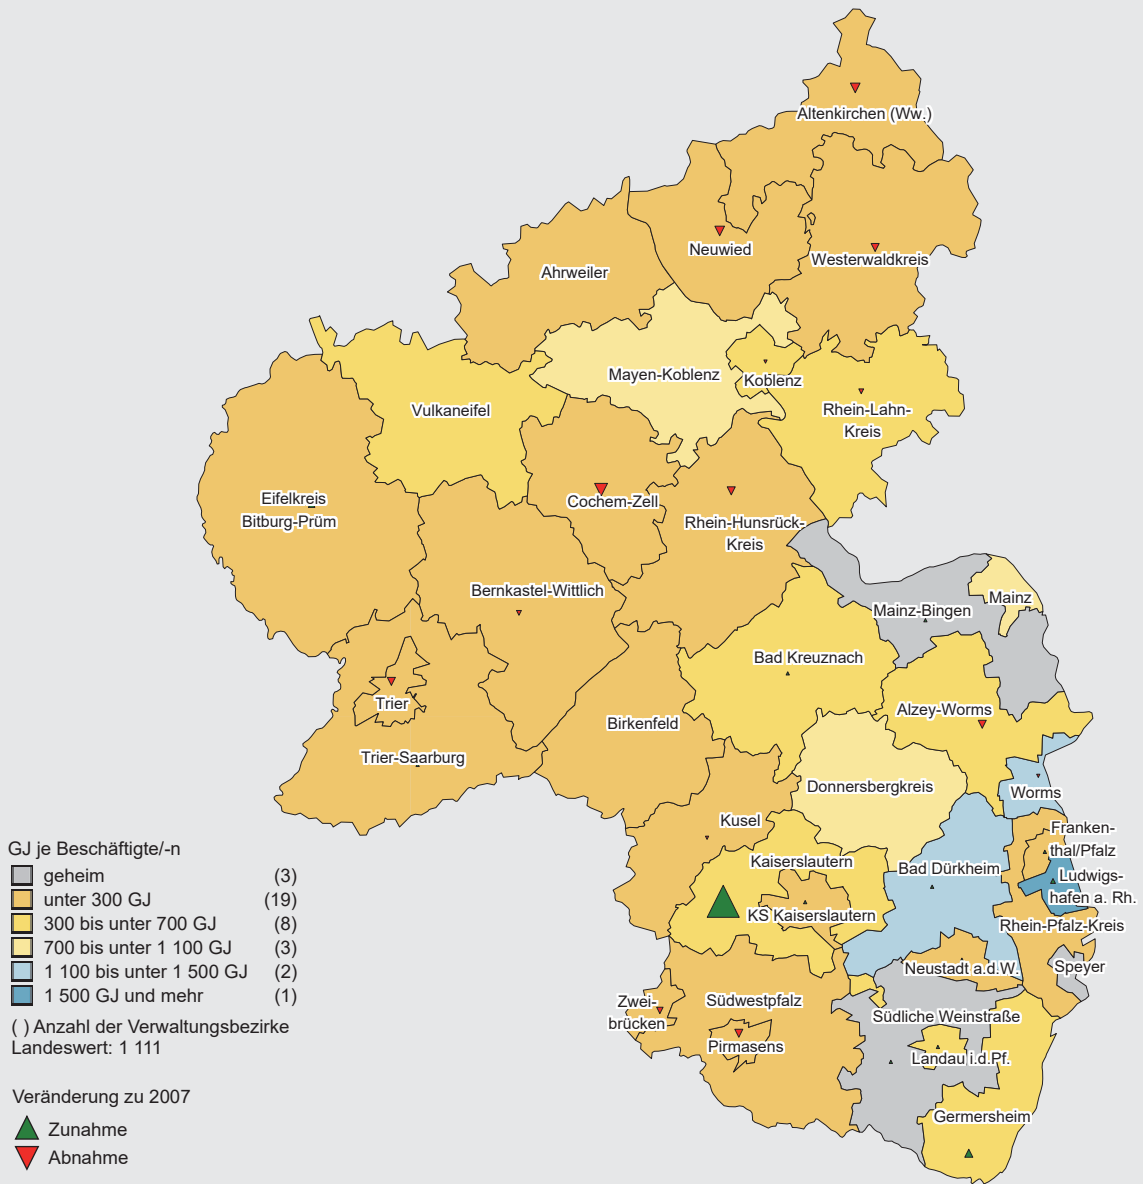 Altenkirchen (Ww.)
Neuwied
Westerwaldkreis
Ahrweiler
Mayen-Koblenz
Koblenz
Vulkaneifel
Rhein-Lahn-
Kreis
Eifelkreis
Bitburg-Prüm
Cochem-Zell
Rhein-Hunsrück-
Kreis
Bernkastel-Wittlich
Mainz
Mainz-Bingen
Bad Kreuznach
Trier
Alzey-Worms
Birkenfeld
Trier-Saarburg
Donnersbergkreis
Worms
Kusel
Franken-
thal/Pfalz
Kaiserslautern
Bad Dürkheim
Ludwigs-
hafen a. Rh.
KS Kaiserslautern
Rhein-Pfalz-Kreis
Neustadt a.d.W.
Speyer
Zwei-
brücken
Südwestpfalz
Südliche Weinstraße
Pirmasens
Landau i.d.Pf.
Germersheim
GJ je Beschäftigte/-n
geheim (3)
unter 300 GJ (19)
300 bis unter 700 GJ (8)
700 bis unter 1 100 GJ (3)
1 100 bis unter 1 500 GJ (2)
1 500 GJ und mehr (1)
( ) Anzahl der Verwaltungsbezirke
Landeswert: 1 111
Veränderung zu 2007
Zunahme
Abnahme